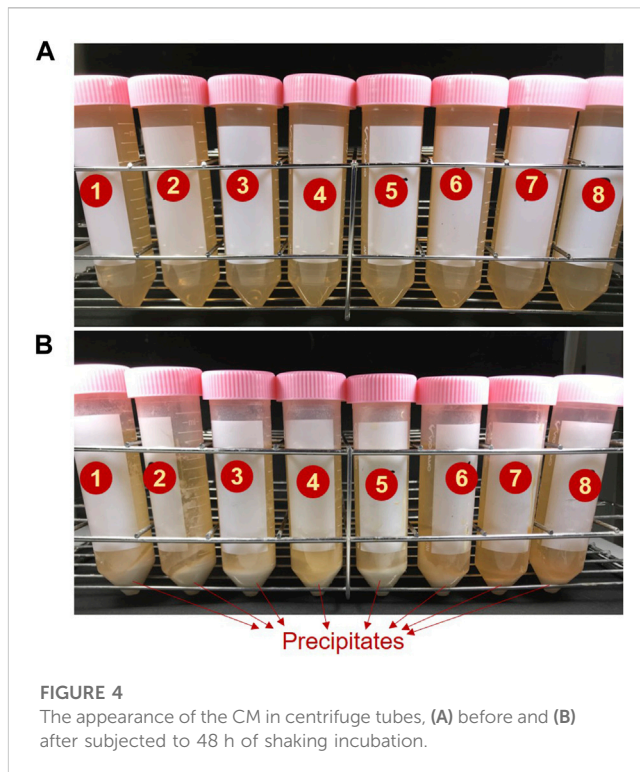 A
1 2 3 4 5 6 7 8
B
1 2 3 4 5 6 7 8
Precipitates
FIGURE 4
The appearance of the CM in centrifuge tubes, (A) before and (B)
after subjected to 48 h of shaking incubation.